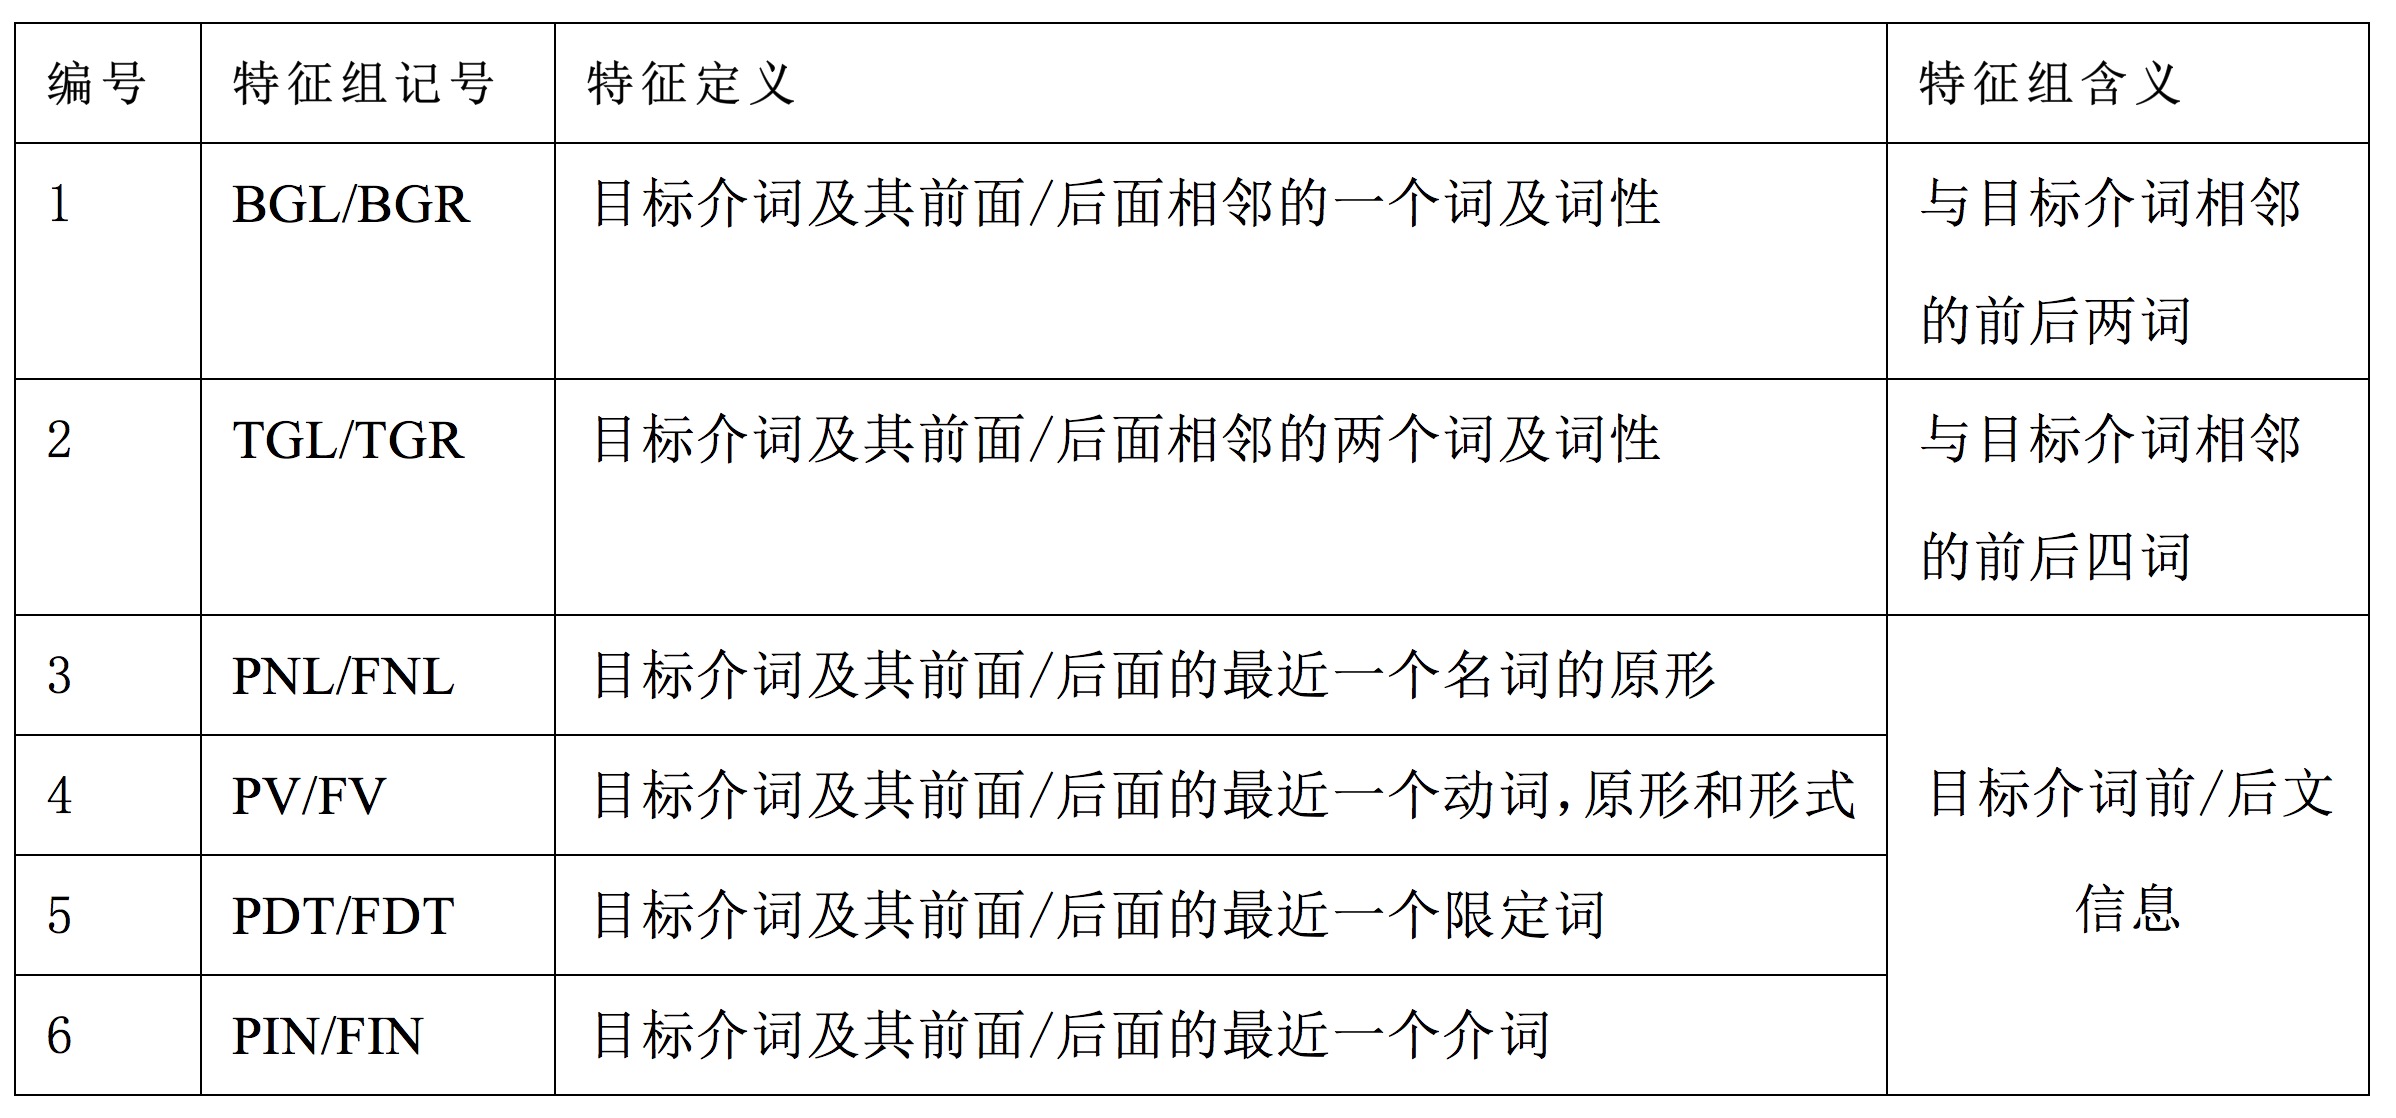 编号 特征组记号 特征定义 特征组含义
1 BGL/BGR 目标介词及其前面/后面相邻的一个词及词性 与目标介词相邻
的前后两词
2 TGL/TGR 目标介词及其前面/后面相邻的两个词及词性 与目标介词相邻
的前后四词
3 PNL/FNL 目标介词及其前面/后面的最近一个名词的原形
4 PV/FV 目标介词及其前面/后面的最近一个动词,原形和形式 目标介词前/后文
5 PDT/FDT 目标介词及其前面/后面的最近一个限定词 信息
6 PIN/FIN 目标介词及其前面/后面的最近一个介词